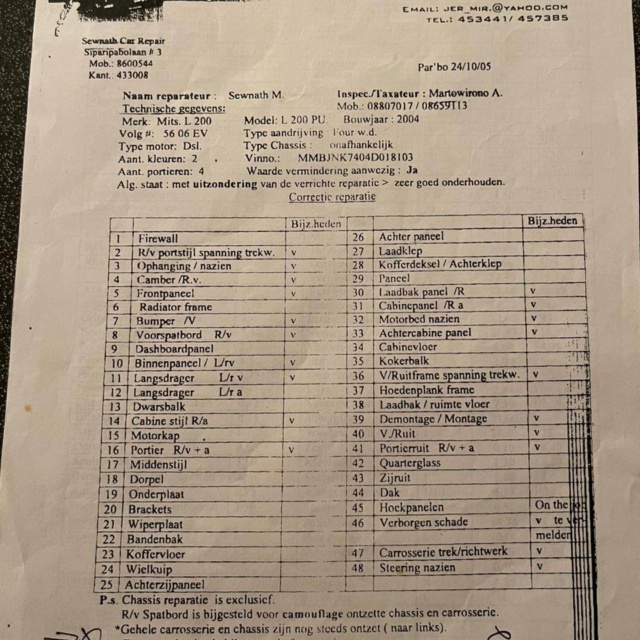 EMAIL: JER_MIR.@YAHOO.COM
TEL.: 453441/ 457385
Sewnath Car Repair
Siparipabolaan # 3
Mob.: 8600544
Kant. 433008
Par'bo 24/10/05
Naam reparateur : Sewnath M. Inspec./Taxateur : Martowirono A.
Technische gegevens: Mob.: 08807017 / 08659113
Merk: Mits. L 200 Model: L 200 PU. Bouwjaar : 2004
Volg #: 56 06 EV Type aandrijving : Four w.d.
Type motor: Dsl. Type Chassis : onafhankelijk
Aant. kleuren: 2 Vinno.: MMBJNK7404D018103
Aant. portieren: 4 Waarde vermindering aanwezig : Ja
Alg. staat : met uitzondering van de verrichte reparatie > zeer goed onderhouden.
Correctie reparatie
Bijz.heden Bijz.heden
1 Firewall 26 Achter paneel
2 R/v portstijl spanning trekw. v 27 Laadklep
3 Ophanging / nazien v 28 Kofferdeksel / Achterklep
4 Camber /R.v. v 29 Paneel
5 Frontpaneel v 30 Laadbak panel /R v
6 Radiator frame 31 Cabinepanel /R a v
7 Bumper /V v 32 Motorbed nazien v
8 Voorspatbord R/v v 33 Achtercabine panel v
9 Dashboardpanel 34 Cabinevloer
10 Binnenpaneel / L/rv v 35 Kokerbalk
11 Langsdrager L/r v v 36 V/Ruitframe spanning trekw. v
12 Langsdrager L/r a 37 Hoedenplank frame
13 Dwarsbalk 38 Laadbak / ruimte vloer
14 Cabine stijl R/a v 39 Demontage / Montage v
15 Motorkap 40 V./Ruit v
16 Portier R/v + a v 41 Portierruit R/v + a v
17 Middenstijl 42 Quarterglass
18 Dorpel 43 Zijruit
19 Onderplaat 44 Dak
20 Brackets 45 Hoekpanelen On the
21 Wiperplaat 46 Verborgen schade v te
22 Bandenbak melden
23 Koffervloer 47 Carrosserie trek/richtwerk v
24 Wielkuip 48 Steering nazien v
25 Achterzijpaneel
P.s. Chassis reparatie is exclusief.
R/v Spatbord is bijgesteld voor camouflage ontzette chassis en carrosserie.
*Gehele carrosserie en chassis zijn nog steeds ontzet ( naar links).